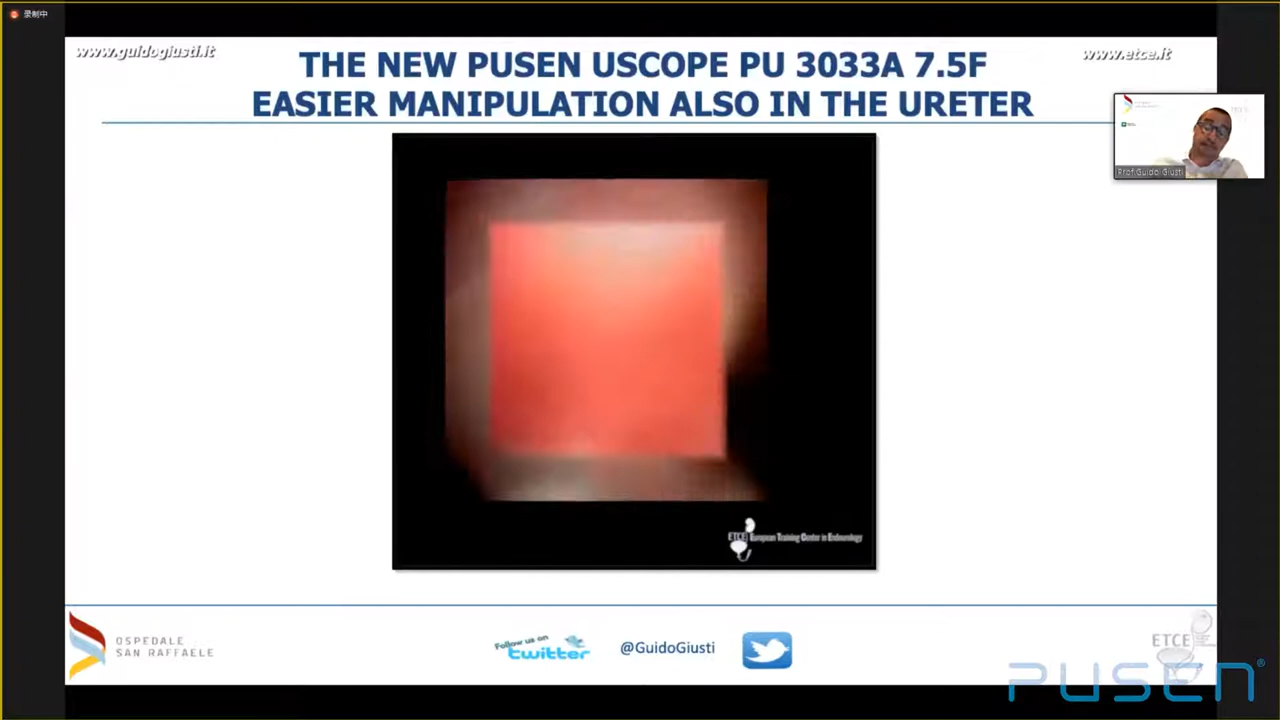 录制中
www.guidogiusti.it
www.etce.it
THE NEW PUSEN USCOPE PU 3033A 7.5F
EASIER MANIPULATION ALSO IN THE URETER
Prof.Guido Giusti
ETCE European Training Center in Endourology
OSPEDALE
SAN RAFFAELE
Follow us on
twitter
@GuidoGiusti
ETCE
PUSEN®